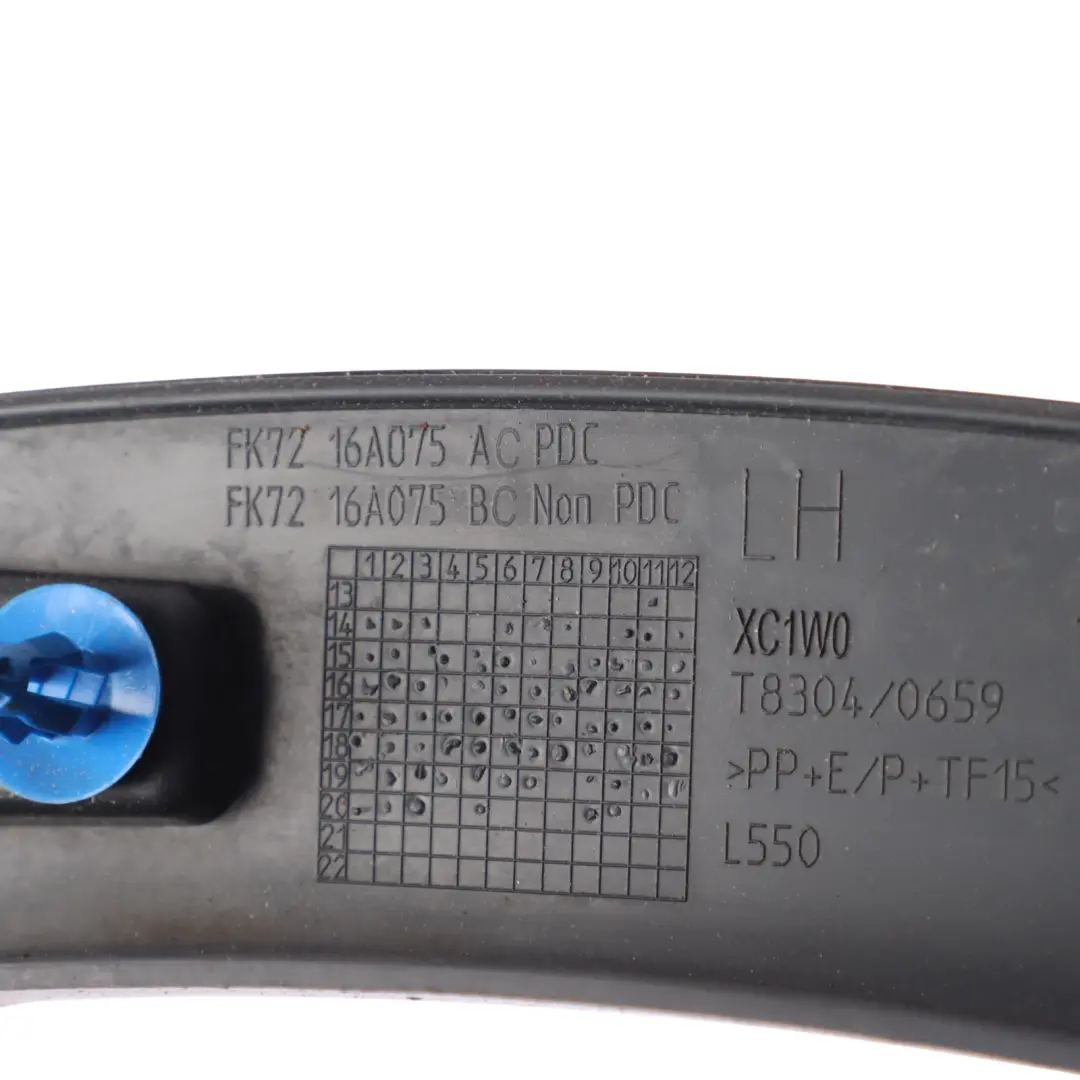 FK72 16A075 AC PDC
FK72 16A075 BC Non PDC
LH
1 2 3 4 5 6 7 8 9 10 11 12
13
14
15
16
17
18
19
20
21
22
XC1W0
T8304/0659
>PP+E/P+TF15<
L550